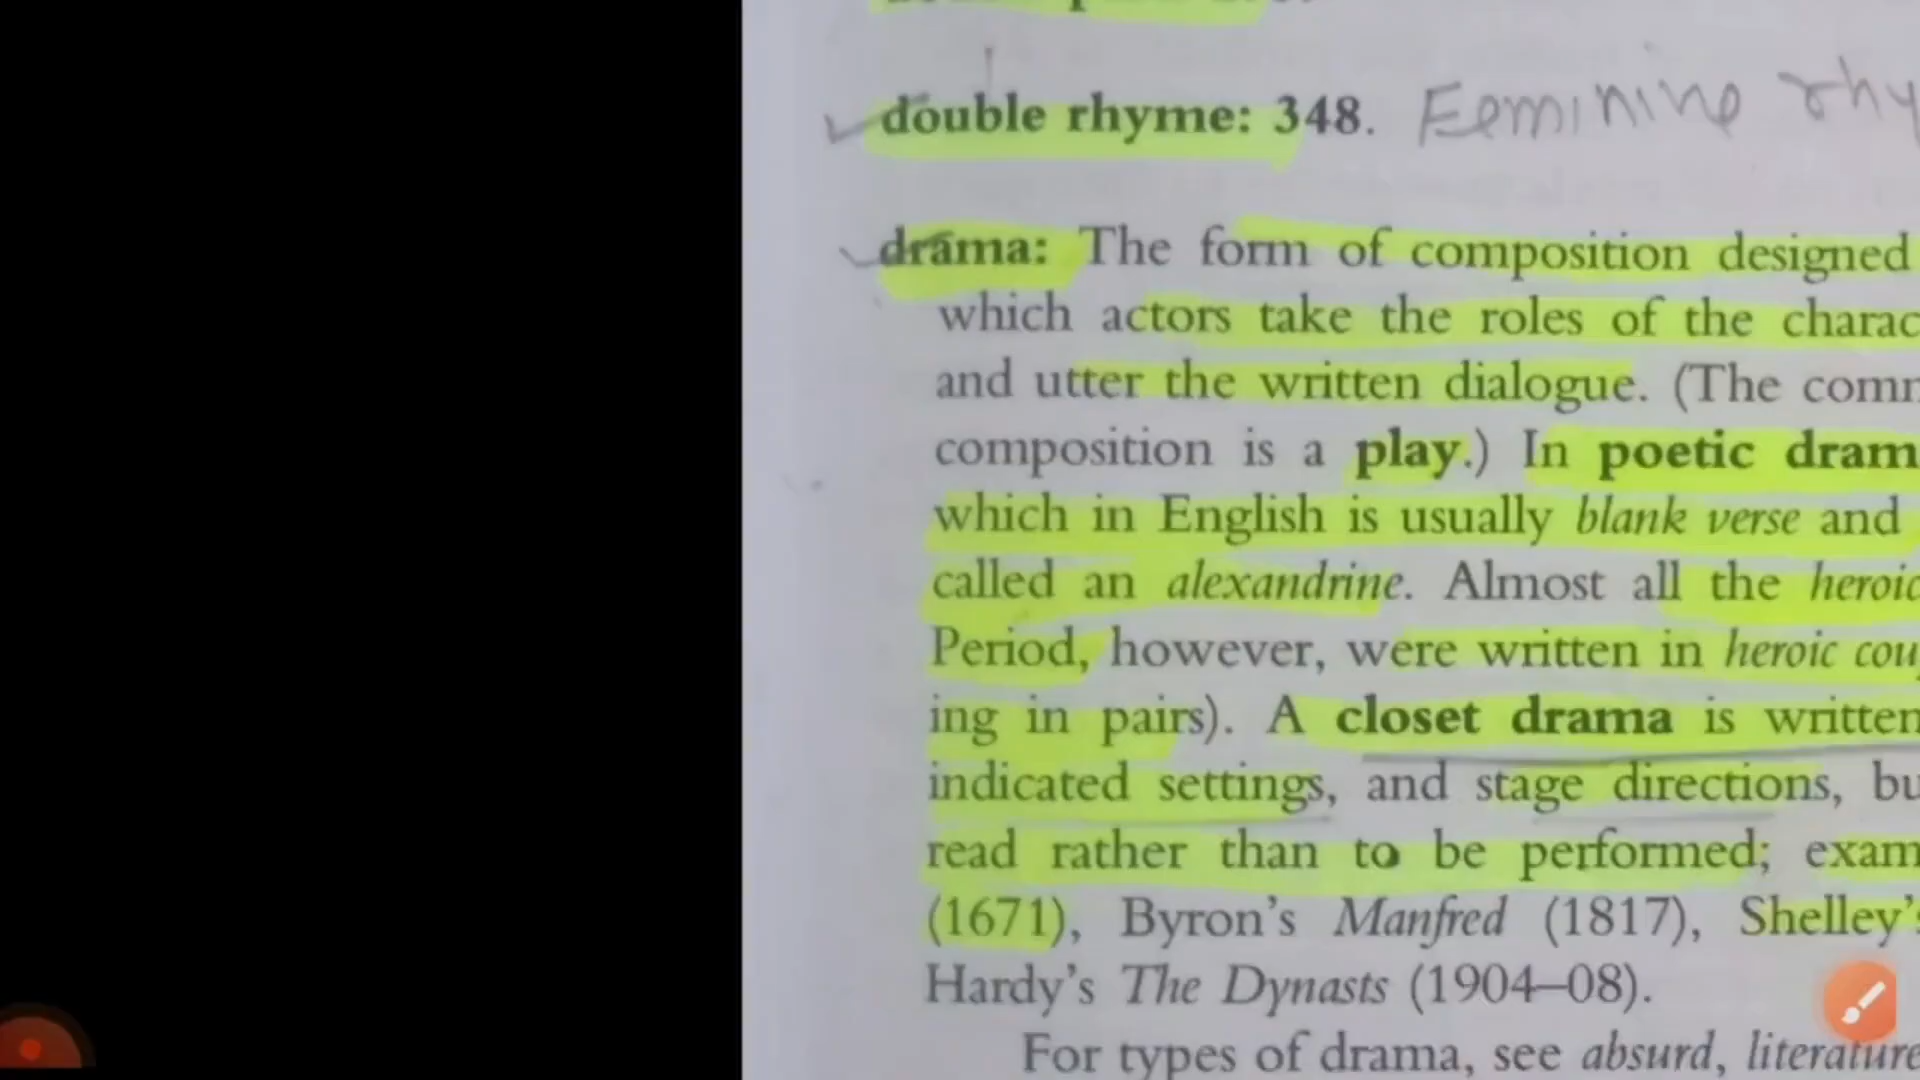 double rhyme: 348. Feminine rhy
drama: The form of composition designed
which actors take the roles of the charac
and utter the written dialogue. (The comm
composition is a play.) In poetic dram
which in English is usually blank verse and
called an alexandrine. Almost all the heroic
Period, however, were written in heroic cou
ing in pairs). A closet drama is written
indicated settings, and stage directions, bu
read rather than to be performed; exam
(1671), Byron's Manfred (1817), Shelley's
Hardy's The Dynasts (1904–08).
For types of drama, see absurd, literature